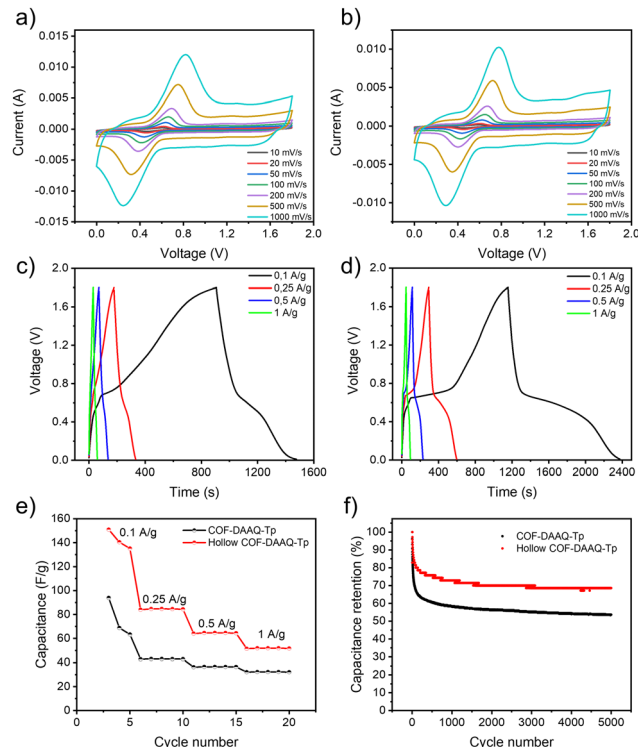 a)
0.015
0.010
0.005
0.000
-0.005
-0.010
-0.015
Current (A)
10 mV/s
20 mV/s
50 mV/s
100 mV/s
200 mV/s
500 mV/s
1000 mV/s
0.0 0.4 0.8 1.2 1.6 2.0
Voltage (V)
b)
0.010
0.005
0.000
-0.005
-0.010
Current (A)
10 mV/s
20 mV/s
50 mV/s
100 mV/s
200 mV/s
500 mV/s
1000 mV/s
0.0 0.4 0.8 1.2 1.6 2.0
Voltage (V)
c)
2.0
1.6
1.2
0.8
0.4
0.0
Voltage (V)
0,1 A/g
0,25 A/g
0,5 A/g
1 A/g
0 400 800 1200 1600
Time (s)
d)
2.0
1.6
1.2
0.8
0.4
0.0
Voltage (V)
0.1 A/g
0.25 A/g
0.5 A/g
1 A/g
0 400 800 1200 1600 2000 2400
Time (s)
e)
160
140
120
100
80
60
40
20
0
Capacitance (F/g)
COF-DAAQ-Tp
Hollow COF-DAAQ-Tp
0.1 A/g
0.25 A/g
0.5 A/g
1 A/g
0 5 10 15 20
Cycle number
f)
100
90
80
70
60
50
40
30
20
10
0
Capacitance retention (%)
COF-DAAQ-Tp
Hollow COF-DAAQ-Tp
0 1000 2000 3000 4000 5000
Cycle number